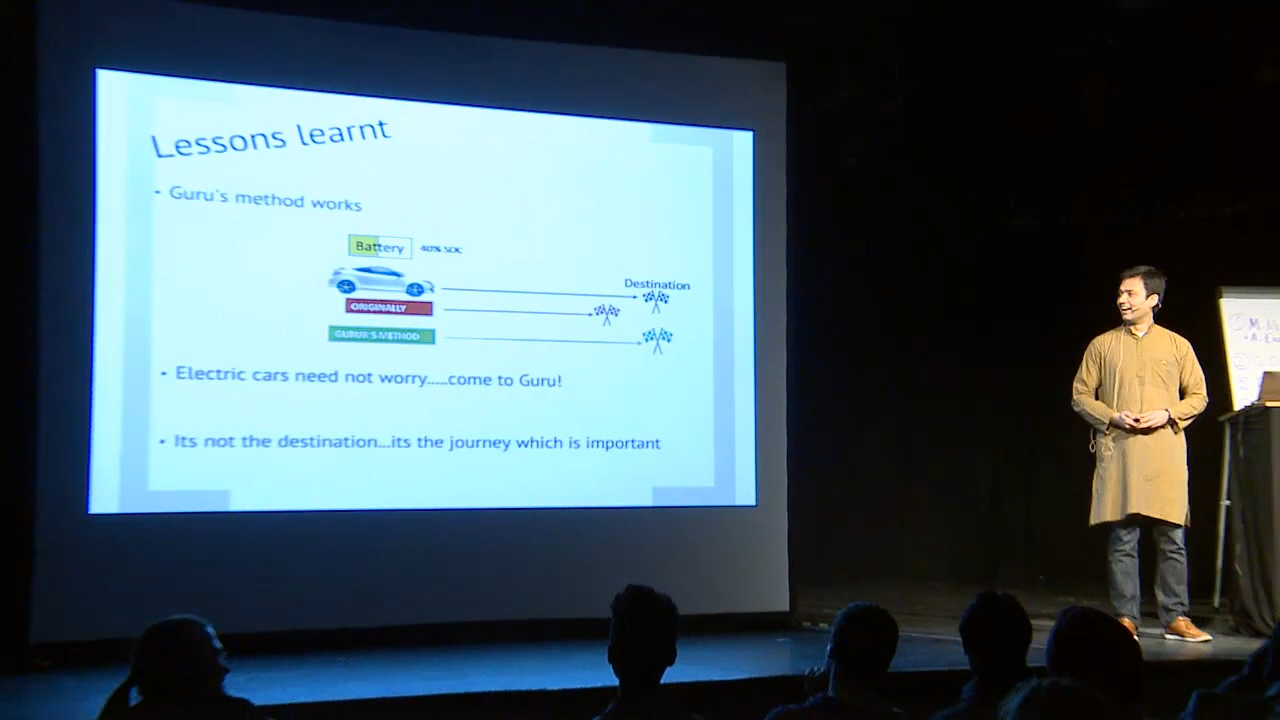 Lessons learnt
• Guru's method works
Battery 40% SOC
Destination
ORIGINALLY
GURUR'S METHOD
• Electric cars need not worry.....come to Guru!
• Its not the destination...its the journey which is important